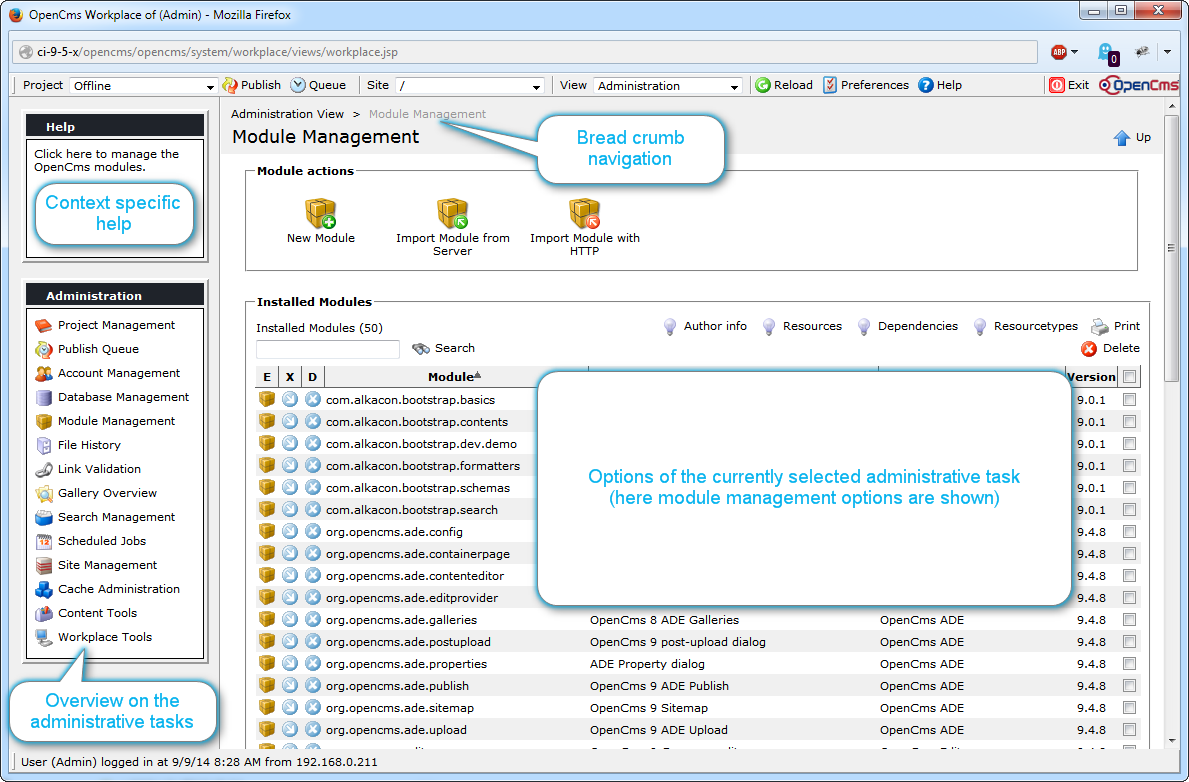 OpenCms Workplace of (Admin) - Mozilla Firefox
ci-9-5-x/opencms/opencms/system/workplace/views/workplace.jsp
ABP
0
Project Offline Publish Queue Site / View Administration Reload Preferences Help Exit OpenCms
Help
Click here to manage the
OpenCms modules.
Context specific
help
Administration
Project Management
Publish Queue
Account Management
Database Management
Module Management
File History
Link Validation
Gallery Overview
Search Management
Scheduled Jobs
Site Management
Cache Administration
Content Tools
Workplace Tools
Overview on the
administrative tasks
Administration View > Module Management
Module Management
Up
Bread crumb
navigation
Module actions
New Module
Import Module from
Server
Import Module with
HTTP
Installed Modules
Installed Modules (50)
Author info Resources Dependencies Resourcetypes Print
Search
Delete
E X D Module Version
com.alkacon.bootstrap.basics 9.0.1
com.alkacon.bootstrap.contents 9.0.1
com.alkacon.bootstrap.dev.demo 9.0.1
com.alkacon.bootstrap.formatters 9.0.1
com.alkacon.bootstrap.schemas 9.0.1
com.alkacon.bootstrap.search 9.0.1
org.opencms.ade.config 9.4.8
org.opencms.ade.containerpage 9.4.8
org.opencms.ade.contenteditor 9.4.8
org.opencms.ade.editprovider 9.4.8
Options of the currently selected administrative task
(here module management options are shown)
org.opencms.ade.galleries OpenCms 8 ADE Galleries OpenCms ADE 9.4.8
org.opencms.ade.postupload OpenCms 9 post-upload dialog OpenCms ADE 9.4.8
org.opencms.ade.properties ADE Property dialog OpenCms ADE 9.4.8
org.opencms.ade.publish OpenCms 9 ADE Publish OpenCms ADE 9.4.8
org.opencms.ade.sitemap OpenCms 9 Sitemap OpenCms ADE 9.4.8
org.opencms.ade.upload OpenCms 9 ADE Upload OpenCms ADE 9.4.8
User (Admin) logged in at 9/9/14 8:28 AM from 192.168.0.211